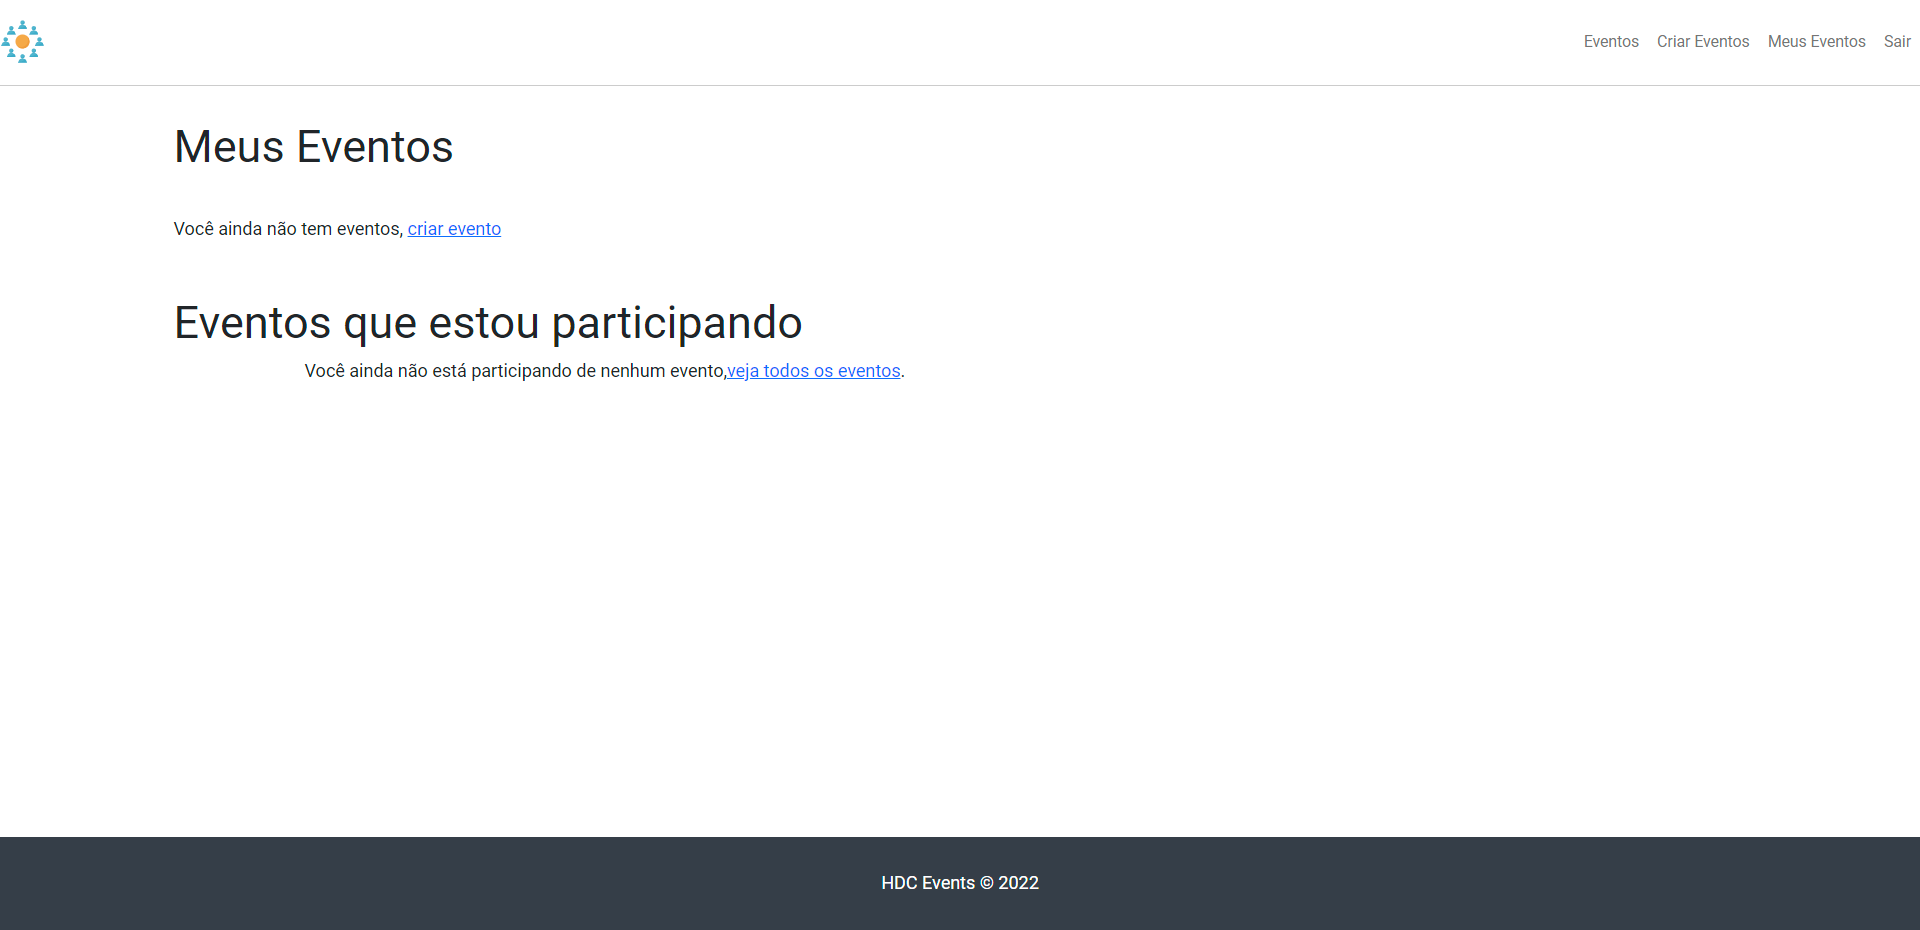 Eventos Criar Eventos Meus Eventos Sair
Meus Eventos
Você ainda não tem eventos, criar evento
Eventos que estou participando
Você ainda não está participando de nenhum evento,veja todos os eventos.
HDC Events © 2022